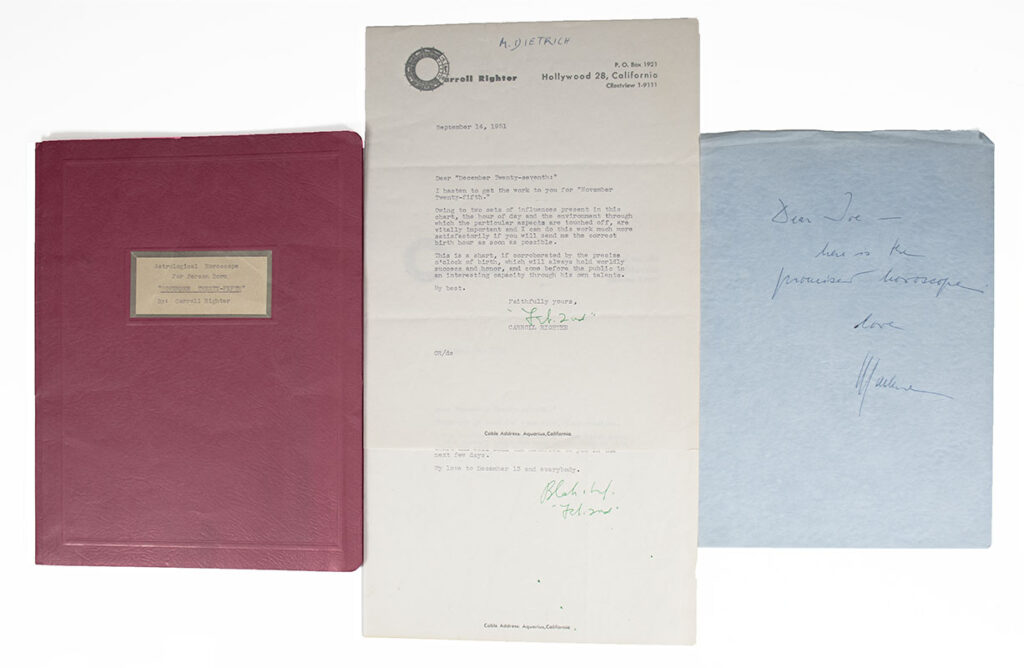 Astrological Horoscope
For Person Born
By: Carroll Righter
M. DIETRICH
Carroll Righter
P. O. Box 1921
Hollywood 28, California
CRestview 1-9111
September 14, 1951
Dear "December Twenty-seventh:"
I hasten to get the work to you for "November
Twenty-fifth."
Owing to two sets of influences present in this
chart, the hour of day and the environment through
which the particular aspects are touched off, are
vitally important and I can do this work much more
satisfactorily if you will send me the correct
birth hour as soon as possible.
This is a chart, if corroborated by the precise
o'clock of birth, which will always hold worldly
success and honor, and come before the public in
an interesting capacity through his own talents.
My best.
Faithfully yours,
"Feb. 2nd"
CARROLL RIGHTER
CR/ds
Cable Address. Aquarius, California
next few days.
My love to December 13 and everybody.
"Feb. 2nd"
Cable Address. Aquarius, California
Dear Joe
here is the
promised horoscope.
love
Marlene